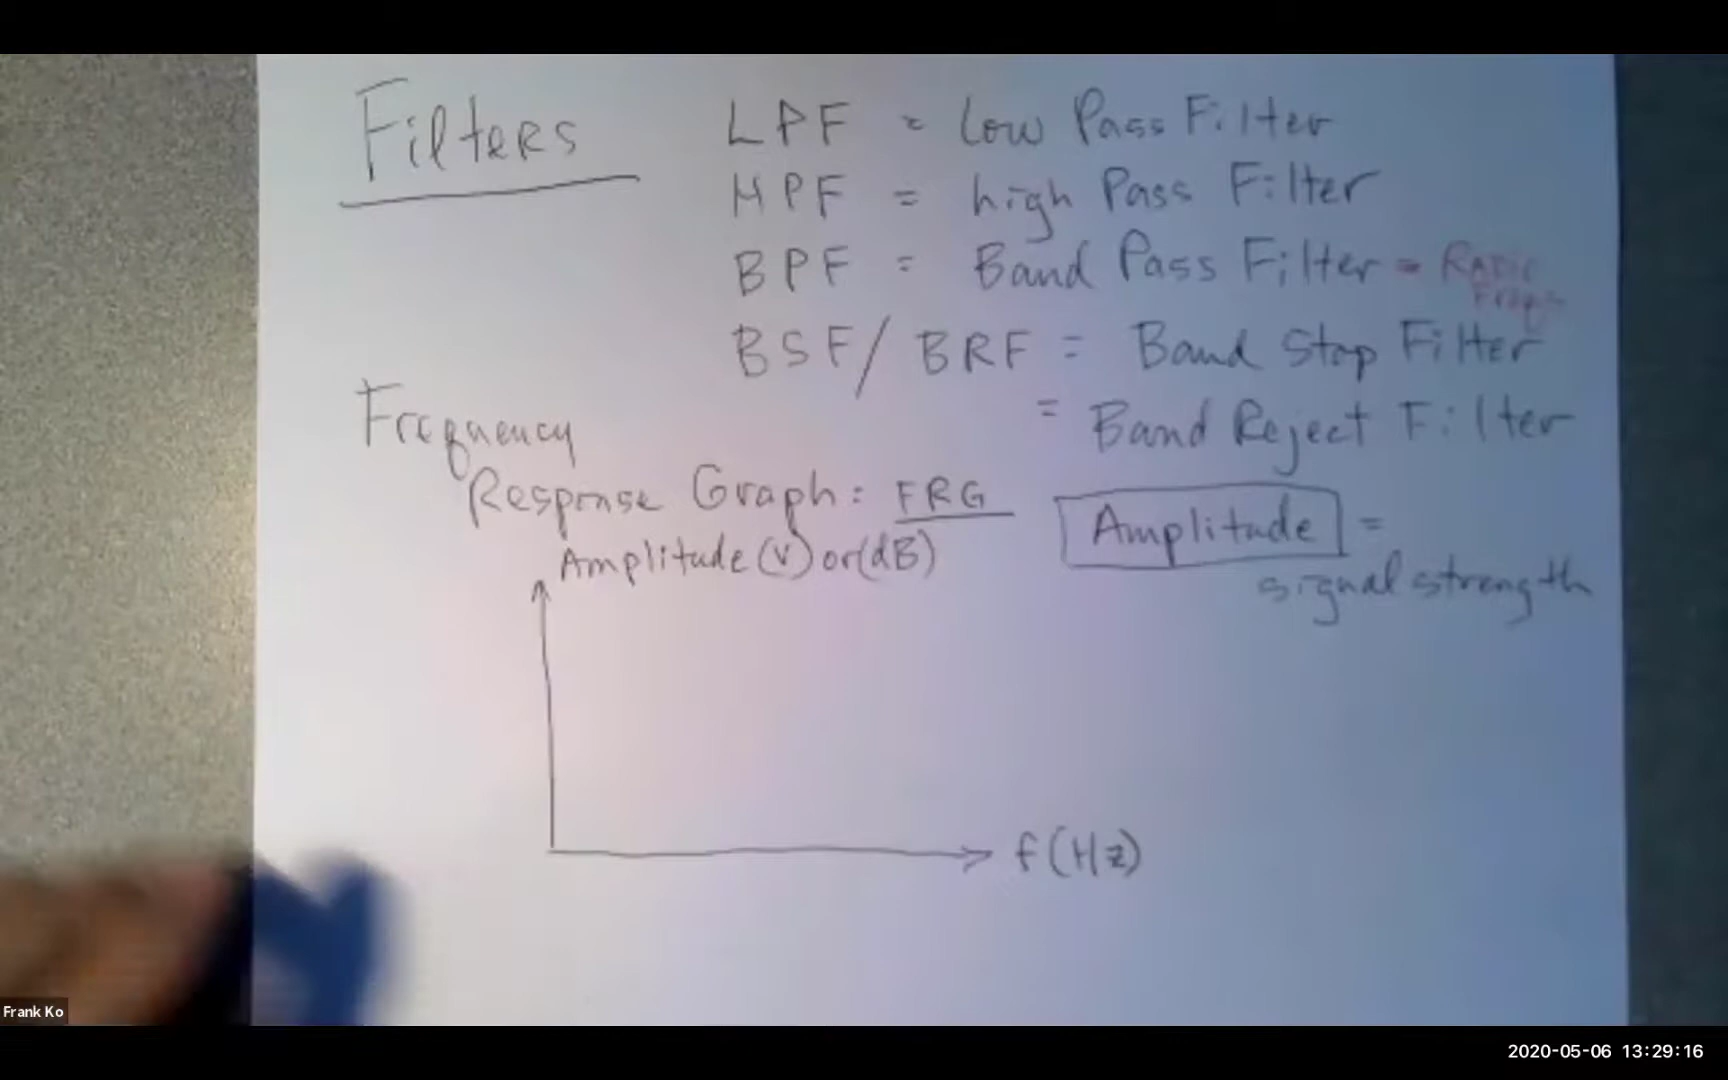 Filters
LPF = Low Pass Filter
HPF = high Pass Filter
BPF = Band Pass Filter - Radio
Freqs
BSF/ BRF = Band Stop Filter
= Band Reject Filter
Frequency
Response Graph: FRG
Amplitude =
signal strength
Amplitude (V) or (dB)
f (Hz)
Frank Ko
2020-05-06 13:29:16